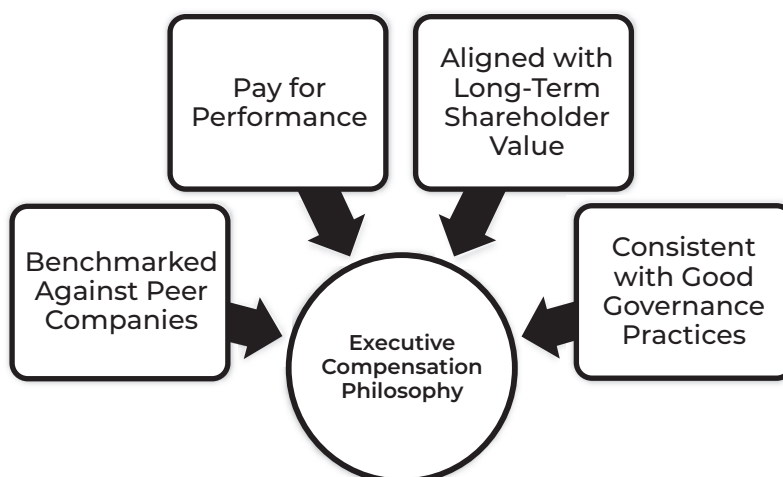 Pay for
Performance
Aligned with
Long-Term
Shareholder
Value
Benchmarked
Against Peer
Companies
Consistent
with Good
Governance
Practices
Executive
Compensation
Philosophy